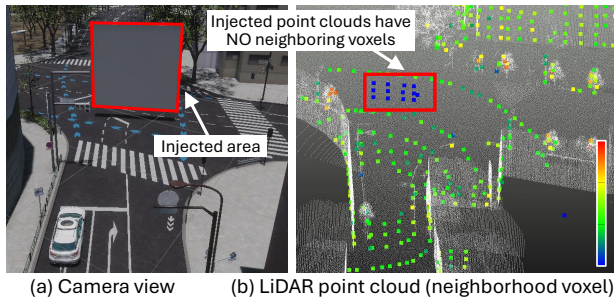 Injected point clouds have
NO neighboring voxels
Injected area
(a) Camera view
(b) LiDAR point cloud (neighborhood voxel)